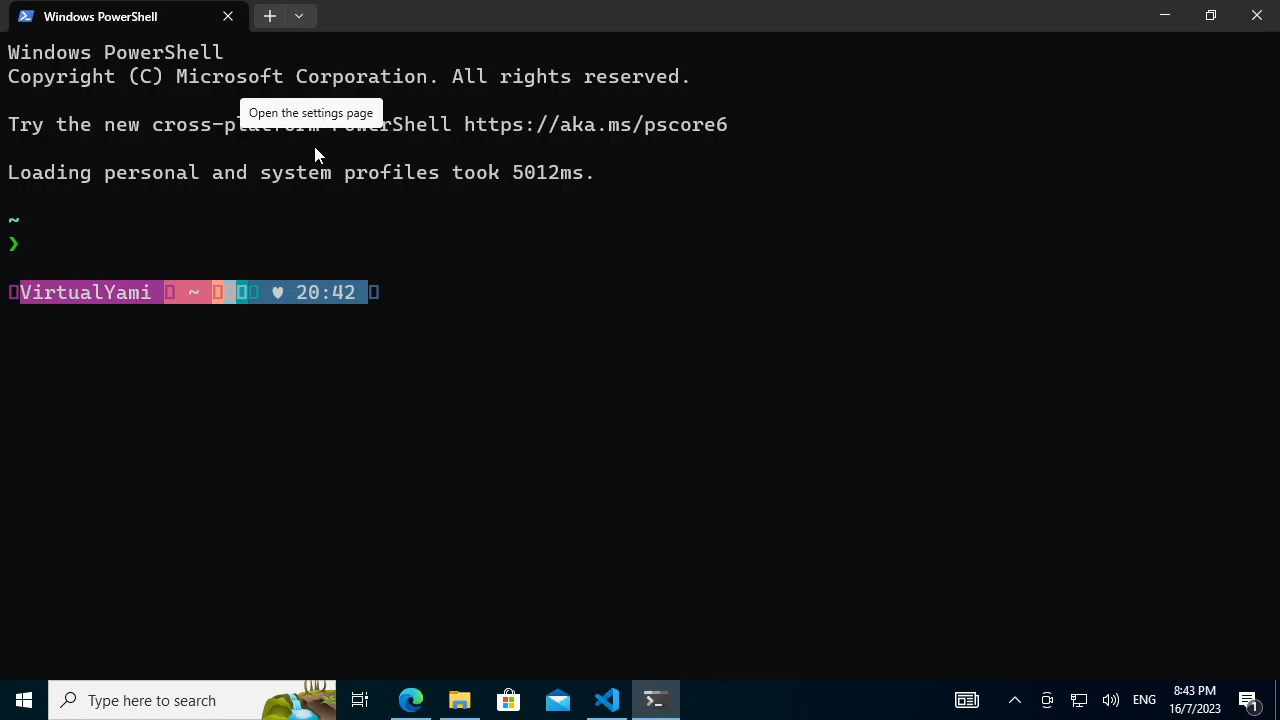 Windows PowerShell
Windows PowerShell
Copyright (C) Microsoft Corporation. All rights reserved.
Open the settings page
Try the new cross-platform PowerShell https://aka.ms/pscore6
Loading personal and system profiles took 5012ms.
~
❯
VirtualYami ~ ♥ 20:42
Type here to search
ENG
8:43 PM
16/7/2023
1